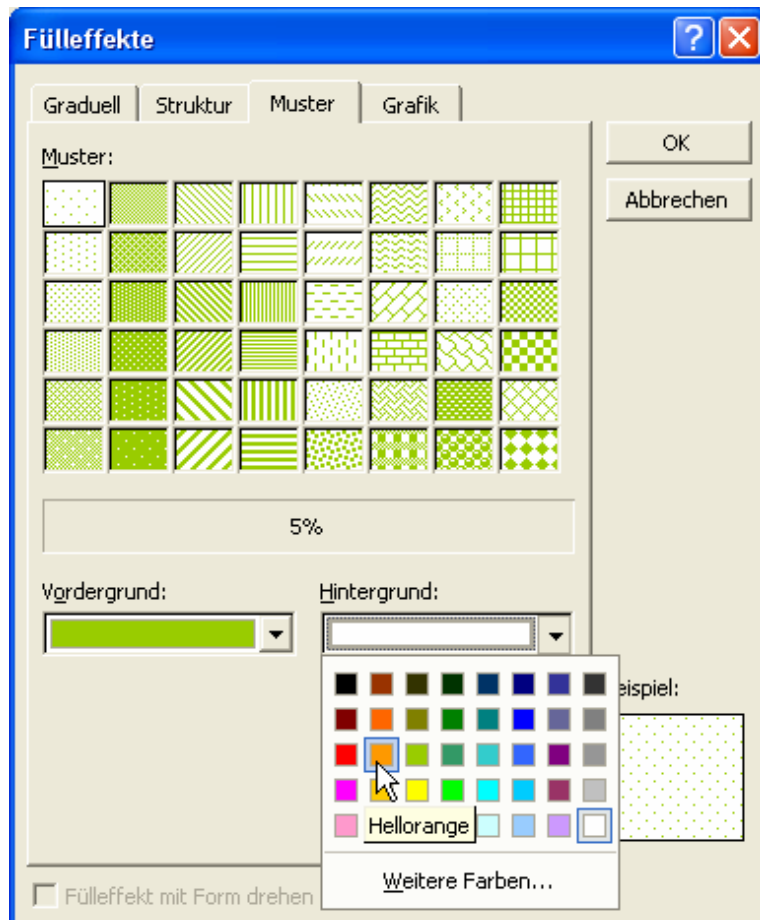 Fülleffekte
Graduell Struktur Muster Grafik
OK
Muster:
Abbrechen
5%
Vordergrund: Hintergrund:
eispiel:
Hellorange
Weitere Farben...
Fülleffekt mit Form drehen